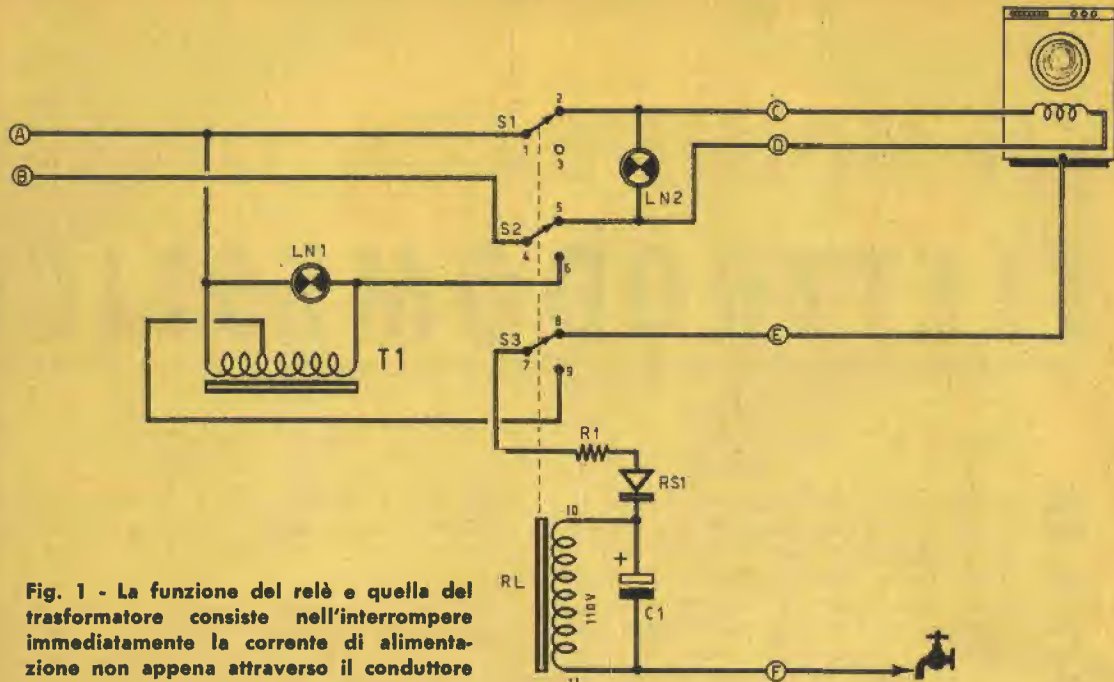 2
C
A
S1
1
3
D
B
5
LN2
S2
4
LN1
6
8
E
S3
7
T1
9
R1
RS1
10
+
RL
110V
C1
F
Fig. 1 - La funzione del relè e quella del
trasformatore consiste nell'interrompere
immediatamente la corrente di alimenta-
zione non appena attraverso il conduttore